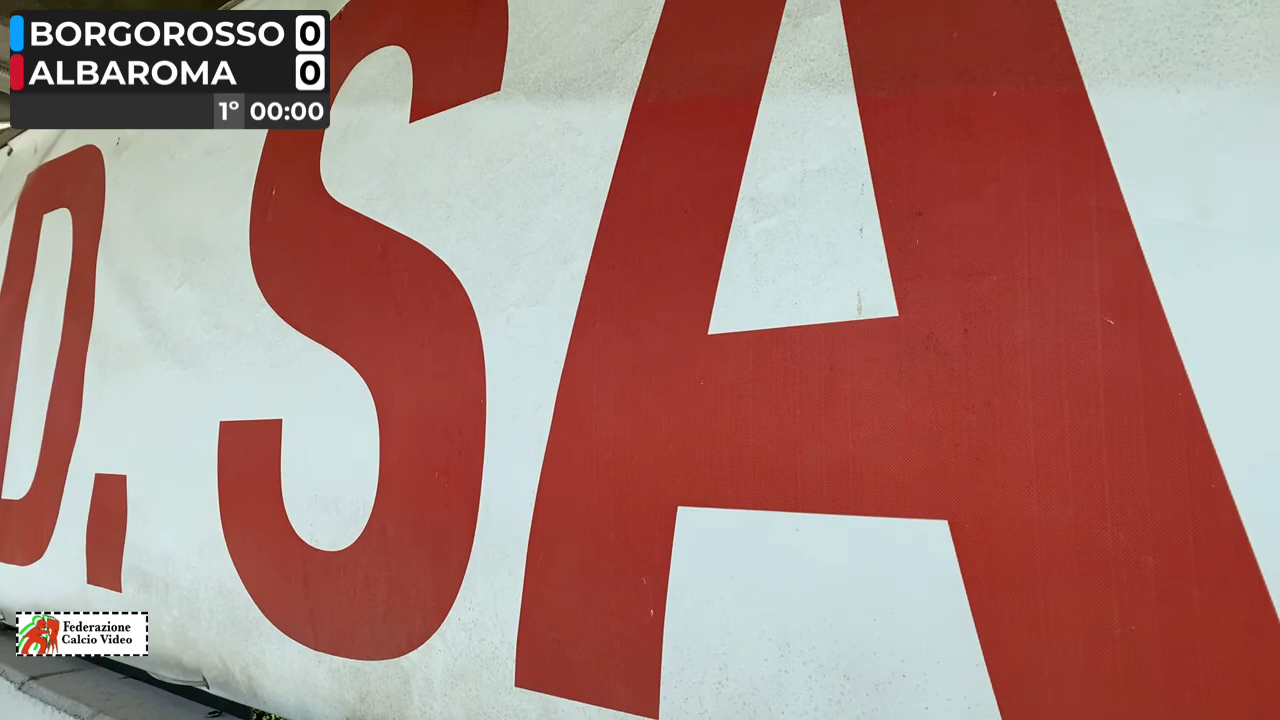 BORGOROSSO 0
ALBAROMA 0
1° 00:00
D. SA
Federazione
Calcio Video